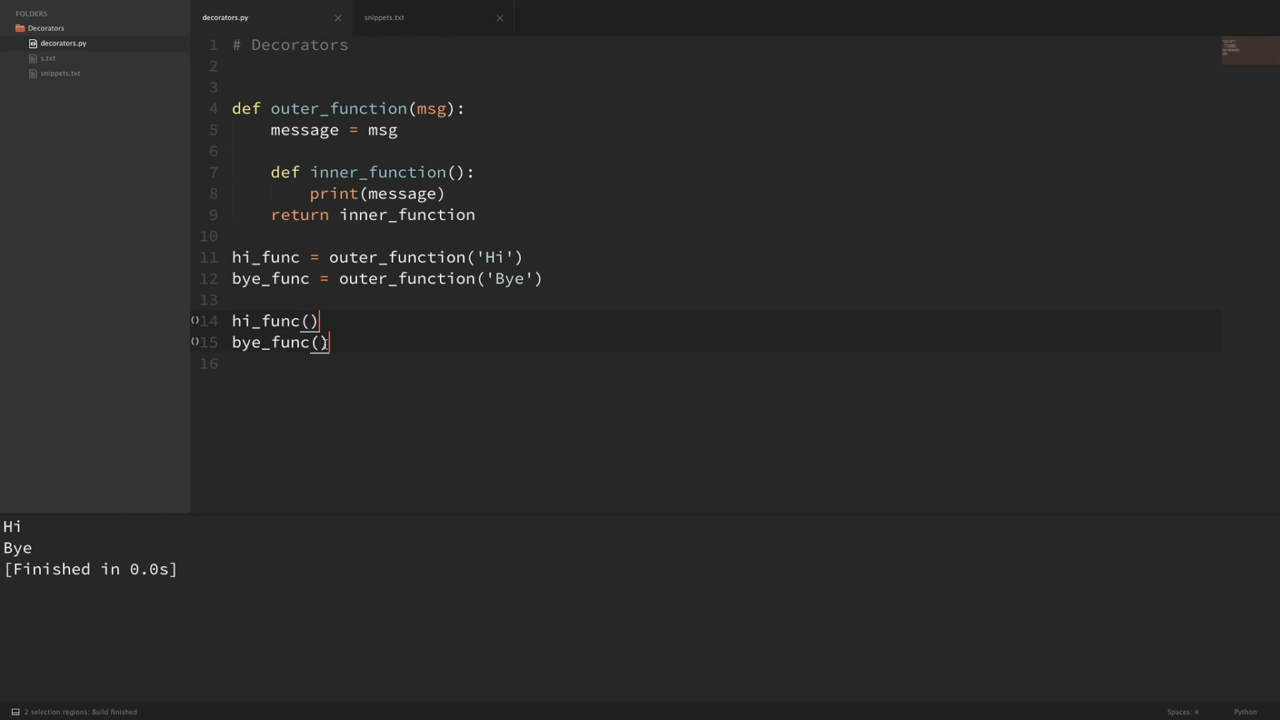 FOLDERS
Decorators
decorators.py
s.txt
snippets.txt
decorators.py
snippets.txt
1 # Decorators
2
3
4 def outer_function(msg):
5     message = msg
6
7     def inner_function():
8         print(message)
9     return inner_function
10
11 hi_func = outer_function('Hi')
12 bye_func = outer_function('Bye')
13
14 hi_func()
15 bye_func()
16
Hi
Bye
[Finished in 0.0s]
2 selection regions; Build finished
Spaces: 4
Python